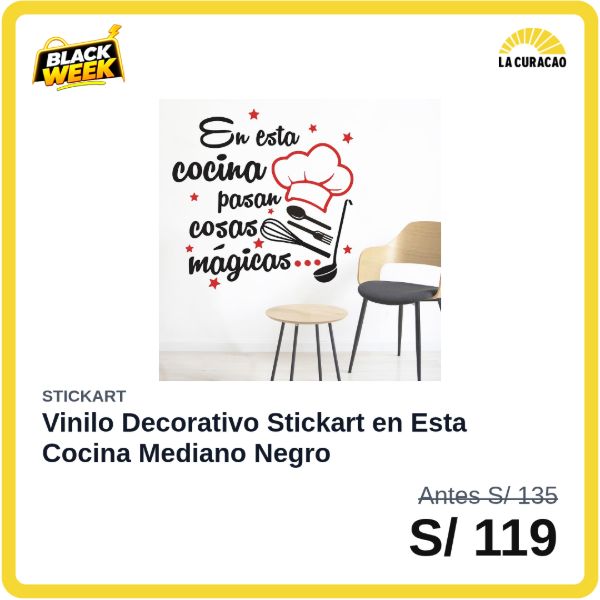 BLACK
WEEK
LA CURACAO
En esta
cocina
pasan
cosas
mágicas...
STICKART
Vinilo Decorativo Stickart en Esta
Cocina Mediano Negro
Antes S/ 135
S/ 119